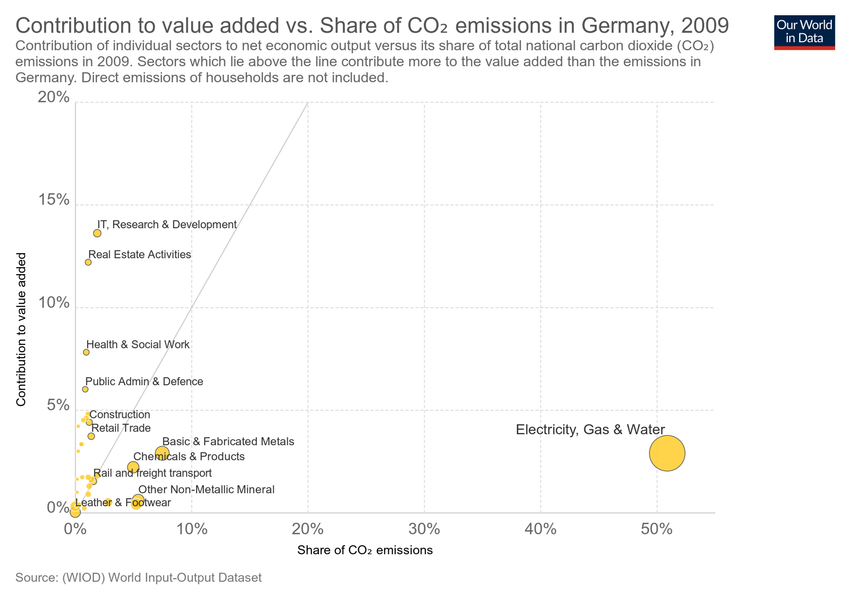 Contribution to value added vs. Share of CO₂ emissions in Germany, 2009
Our World
in Data
Contribution of individual sectors to net economic output versus its share of total national carbon dioxide (CO₂)
emissions in 2009. Sectors which lie above the line contribute more to the value added than the emissions in
Germany. Direct emissions of households are not included.
20%
15%
IT, Research & Development
Real Estate Activities
10%
Health & Social Work
Public Admin & Defence
5%
Construction
Retail Trade
Electricity, Gas & Water
Basic & Fabricated Metals
Chemicals & Products
Rail and freight transport
Other Non-Metallic Mineral
Leather & Footwear
0%
Contribution to value added
0%
10%
20%
30%
40%
50%
Share of CO₂ emissions
Source: (WIOD) World Input-Output Dataset